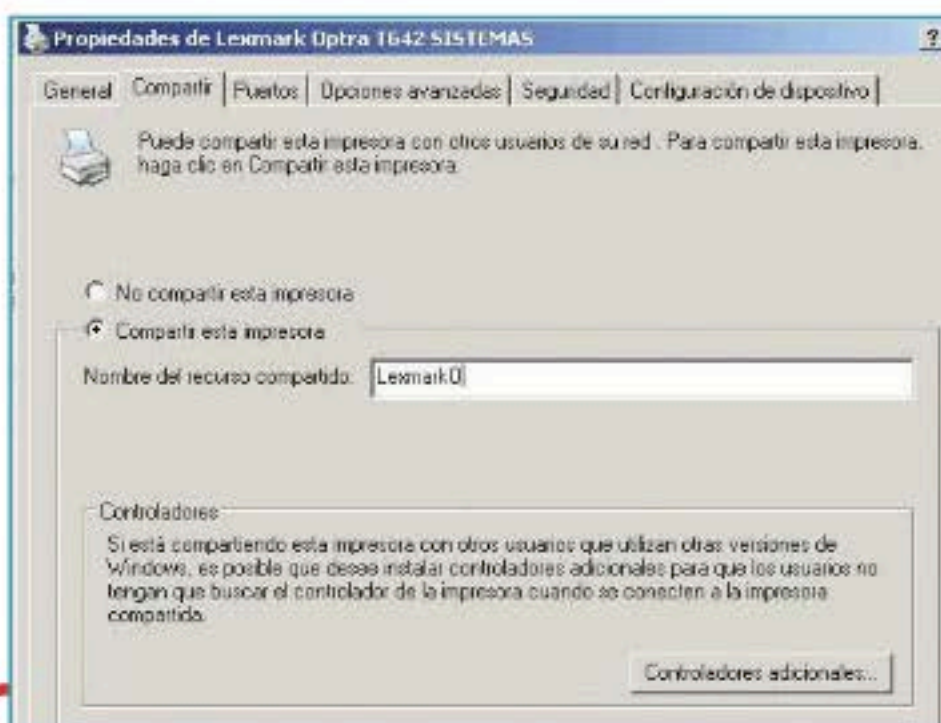 Propiedades de Lexmark Optra T642 SISTEMAS
?
General Compartir Puertos Opciones avanzadas Seguridad Configuración de dispositivo
Puede compartir esta impresora con otros usuarios de su red . Para compartir esta impresora,
haga clic en Compartir esta impresora.
No compartir esta impresora
Compartir esta impresora
Nombre del recurso compartido: LexmarkO
Controladores
Si está compartiendo esta impresora con otros usuarios que utilizan otras versiones de
Windows, es posible que desee instalar controladores adicionales para que los usuarios no
tengan que buscar el controlador de la impresora cuando se conecten a la impresora
compartida.
Controladores adicionales...